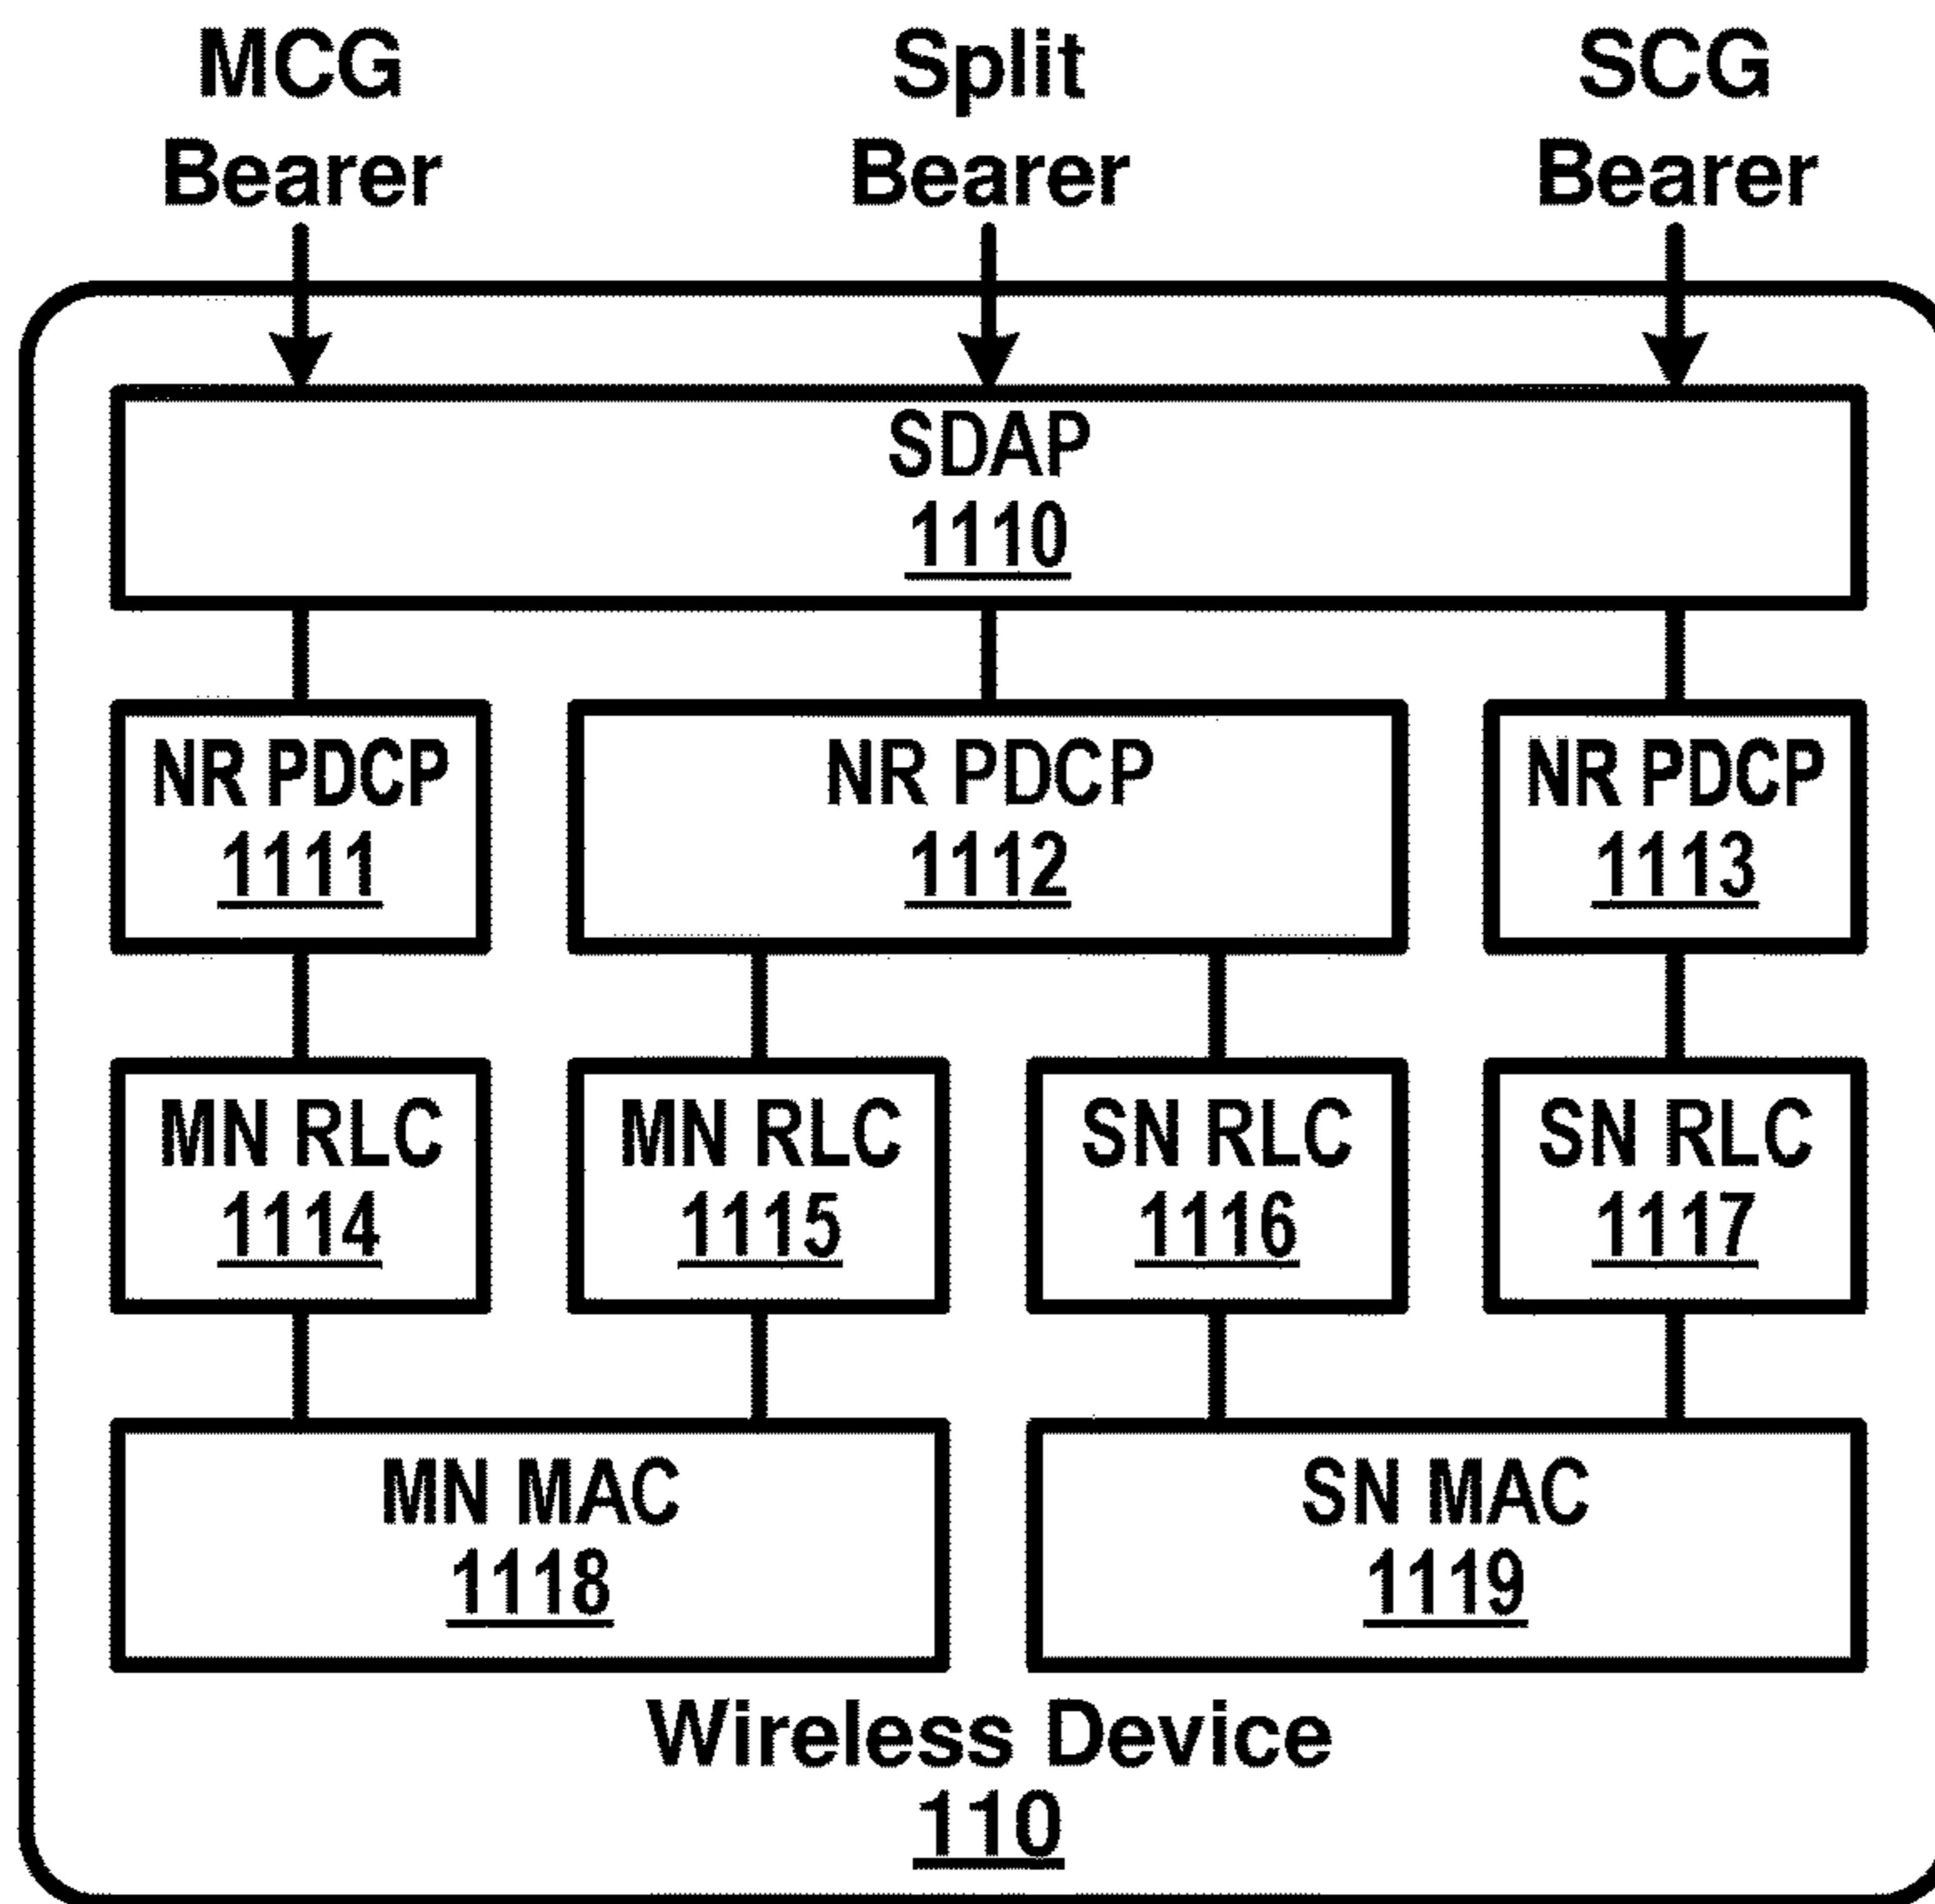 MCG Bearer
Split Bearer
SCG Bearer
SDAP
1110
NR PDCP
1111
NR PDCP
1112
NR PDCP
1113
MN RLC
1114
MN RLC
1115
SN RLC
1116
SN RLC
1117
MN MAC
1118
SN MAC
1119
Wireless Device
110